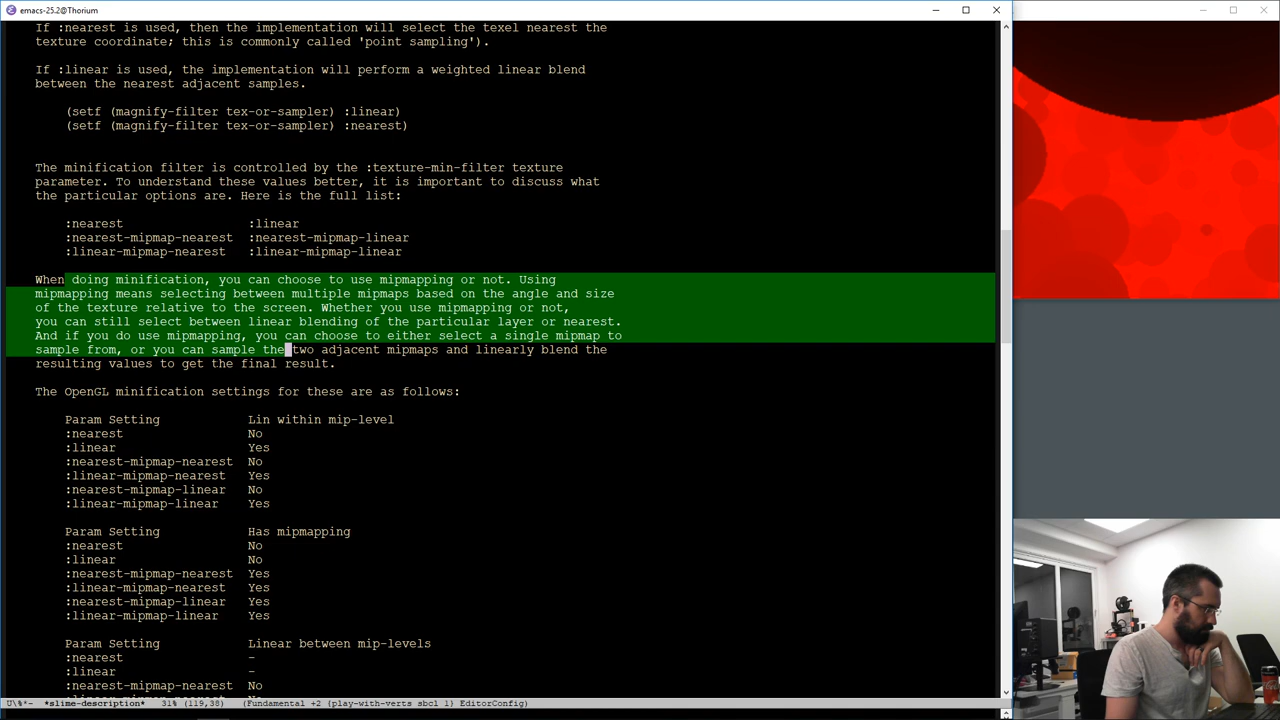 emacs-25.2@Thorium
If :nearest is used, then the implementation will select the texel nearest the
texture coordinate; this is commonly called 'point sampling').
If :linear is used, the implementation will perform a weighted linear blend
between the nearest adjacent samples.
(setf (magnify-filter tex-or-sampler) :linear)
(setf (magnify-filter tex-or-sampler) :nearest)
The minification filter is controlled by the :texture-min-filter texture
parameter. To understand these values better, it is important to discuss what
the particular options are. Here is the full list:
:nearest :linear
:nearest-mipmap-nearest :nearest-mipmap-linear
:linear-mipmap-nearest :linear-mipmap-linear
When doing minification, you can choose to use mipmapping or not. Using
mipmapping means selecting between multiple mipmaps based on the angle and size
of the texture relative to the screen. Whether you use mipmapping or not,
you can still select between linear blending of the particular layer or nearest.
And if you do use mipmapping, you can choose to either select a single mipmap to
sample from, or you can sample the two adjacent mipmaps and linearly blend the
resulting values to get the final result.
The OpenGL minification settings for these are as follows:
Param Setting Lin within mip-level
:nearest No
:linear Yes
:nearest-mipmap-nearest No
:linear-mipmap-nearest Yes
:nearest-mipmap-linear No
:linear-mipmap-linear Yes
Param Setting Has mipmapping
:nearest No
:linear No
:nearest-mipmap-nearest Yes
:linear-mipmap-nearest Yes
:nearest-mipmap-linear Yes
:linear-mipmap-linear Yes
Param Setting Linear between mip-levels
:nearest -
:linear -
:nearest-mipmap-nearest No
U\%*- *slime-description* 31% (119,38) (Fundamental +2 (play-with-verts sbcl 1) EditorConfig)